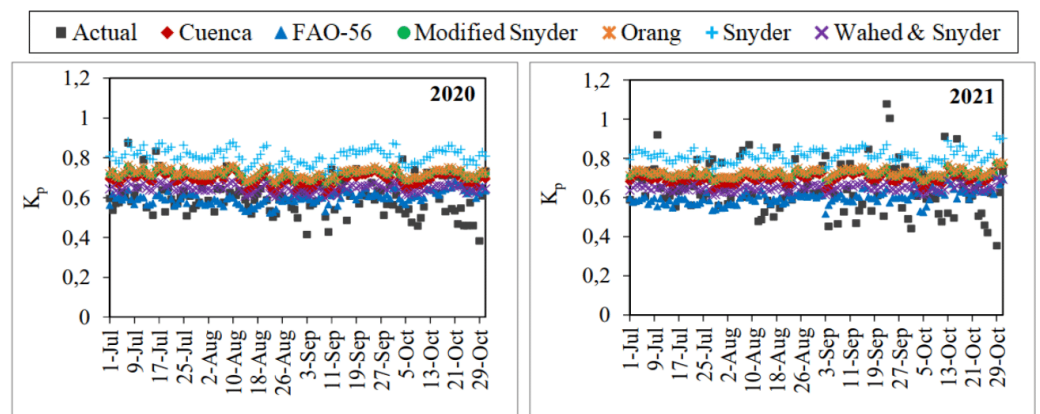 Actual Cuenca FAO-56 Modified Snyder Orang Snyder Wahed & Snyder
2020
1,2
1
0,8
0,6
0,4
0,2
0
Kp
1-Jul
9-Jul
17-Jul
25-Jul
2-Aug
10-Aug
18-Aug
26-Aug
3-Sep
11-Sep
19-Sep
27-Sep
5-Oct
13-Oct
21-Oct
29-Oct
2021
1,2
1
0,8
0,6
0,4
0,2
0
Kp
1-Jul
9-Jul
17-Jul
25-Jul
2-Aug
10-Aug
18-Aug
26-Aug
3-Sep
11-Sep
19-Sep
27-Sep
5-Oct
13-Oct
21-Oct
29-Oct